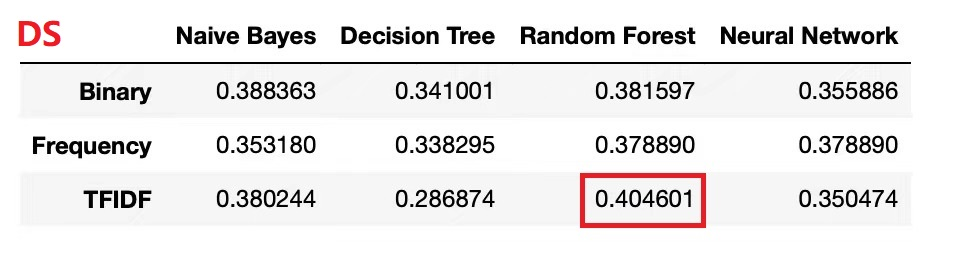 DS
Naive Bayes Decision Tree Random Forest Neural Network
Binary 0.388363 0.341001 0.381597 0.355886
Frequency 0.353180 0.338295 0.378890 0.378890
TFIDF 0.380244 0.286874 0.404601 0.350474